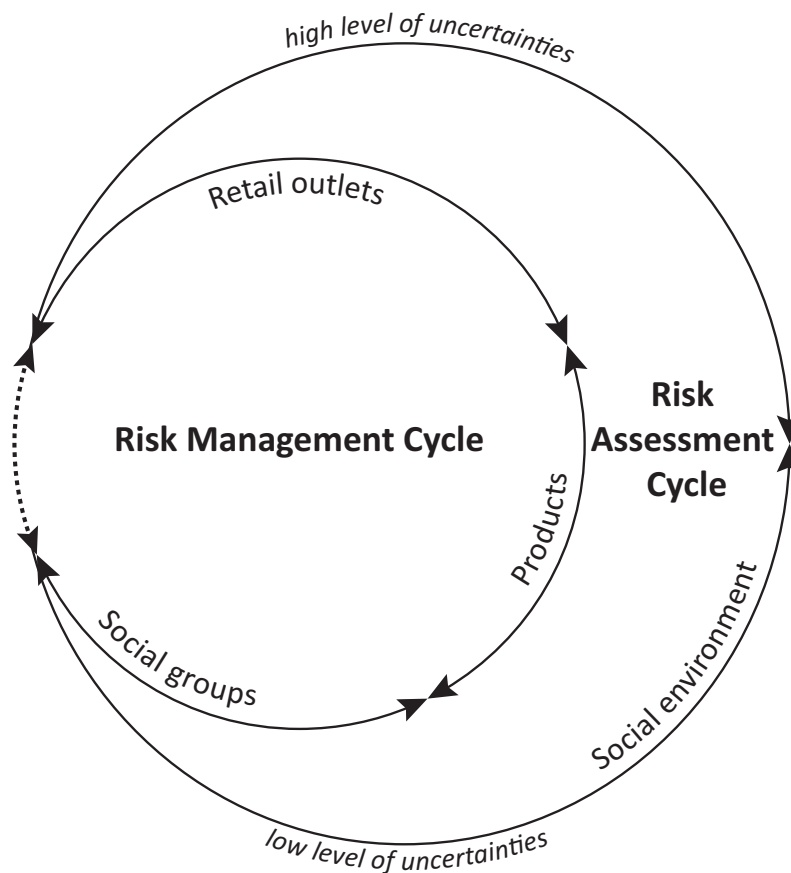 high level of uncertainties
Retail outlets
Risk Management Cycle
Risk
Assessment
Cycle
Products
Social groups
Social environment
low level of uncertainties